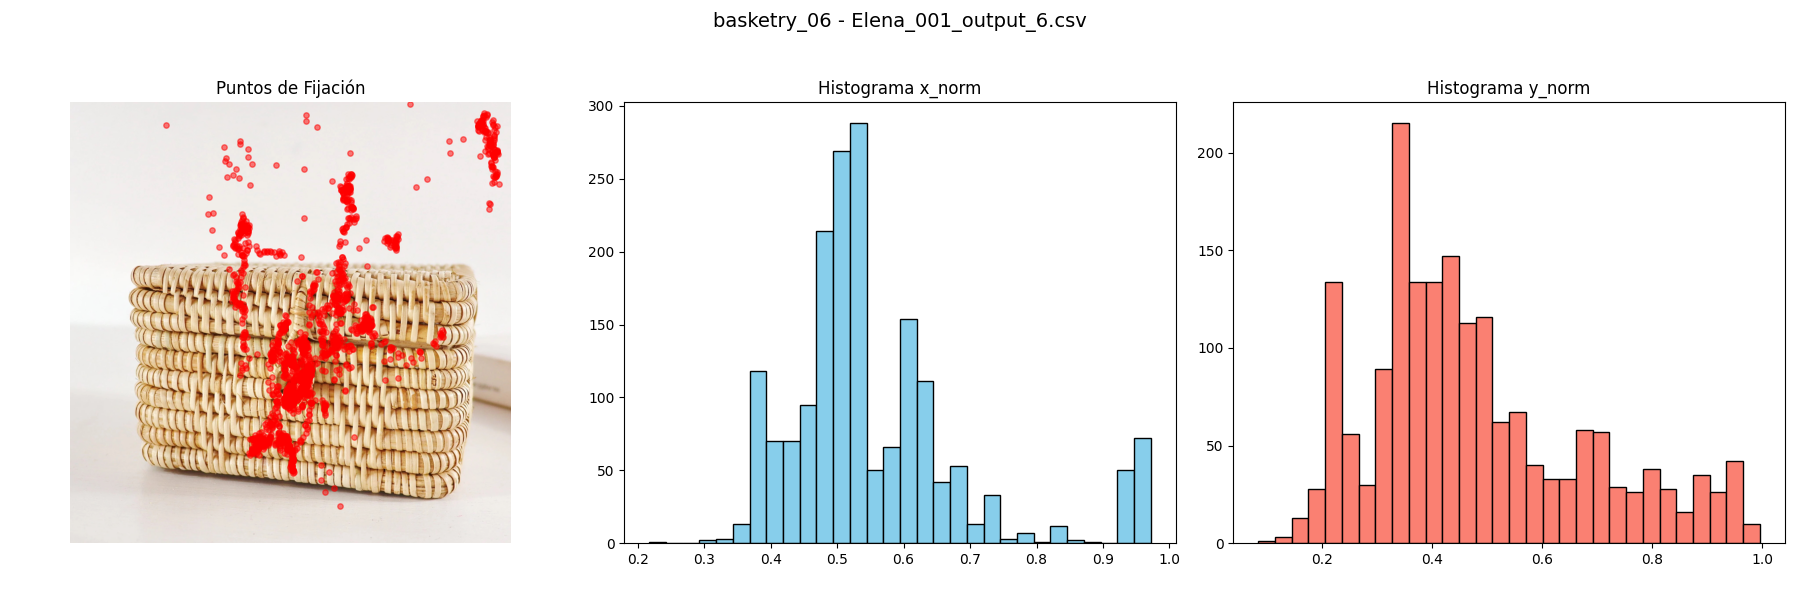 basketry_06 - Elena_001_output_6.csv
Puntos de Fijación
Histograma x_norm
300
250
200
150
100
50
0
0.2 0.3 0.4 0.5 0.6 0.7 0.8 0.9 1.0
Histograma y_norm
200
150
100
50
0
0.2 0.4 0.6 0.8 1.0